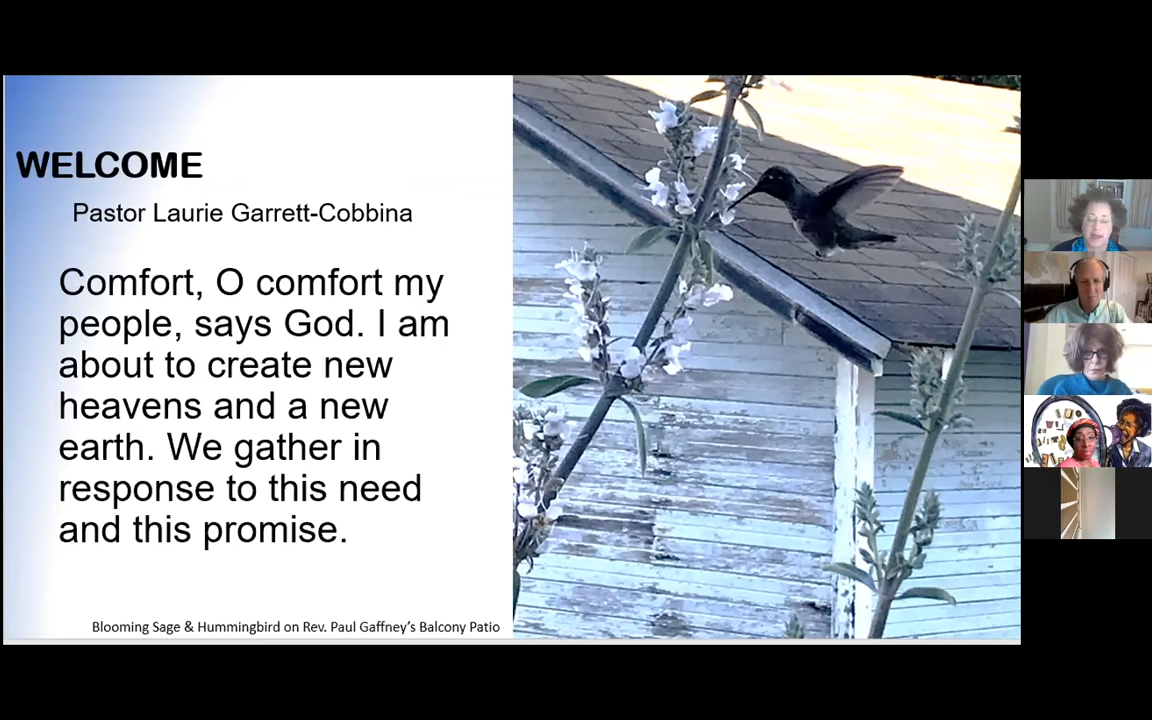 WELCOME
Pastor Laurie Garrett-Cobbina
Comfort, O comfort my
people, says God. I am
about to create new
heavens and a new
earth. We gather in
response to this need
and this promise.
Blooming Sage & Hummingbird on Rev. Paul Gaffney's Balcony Patio